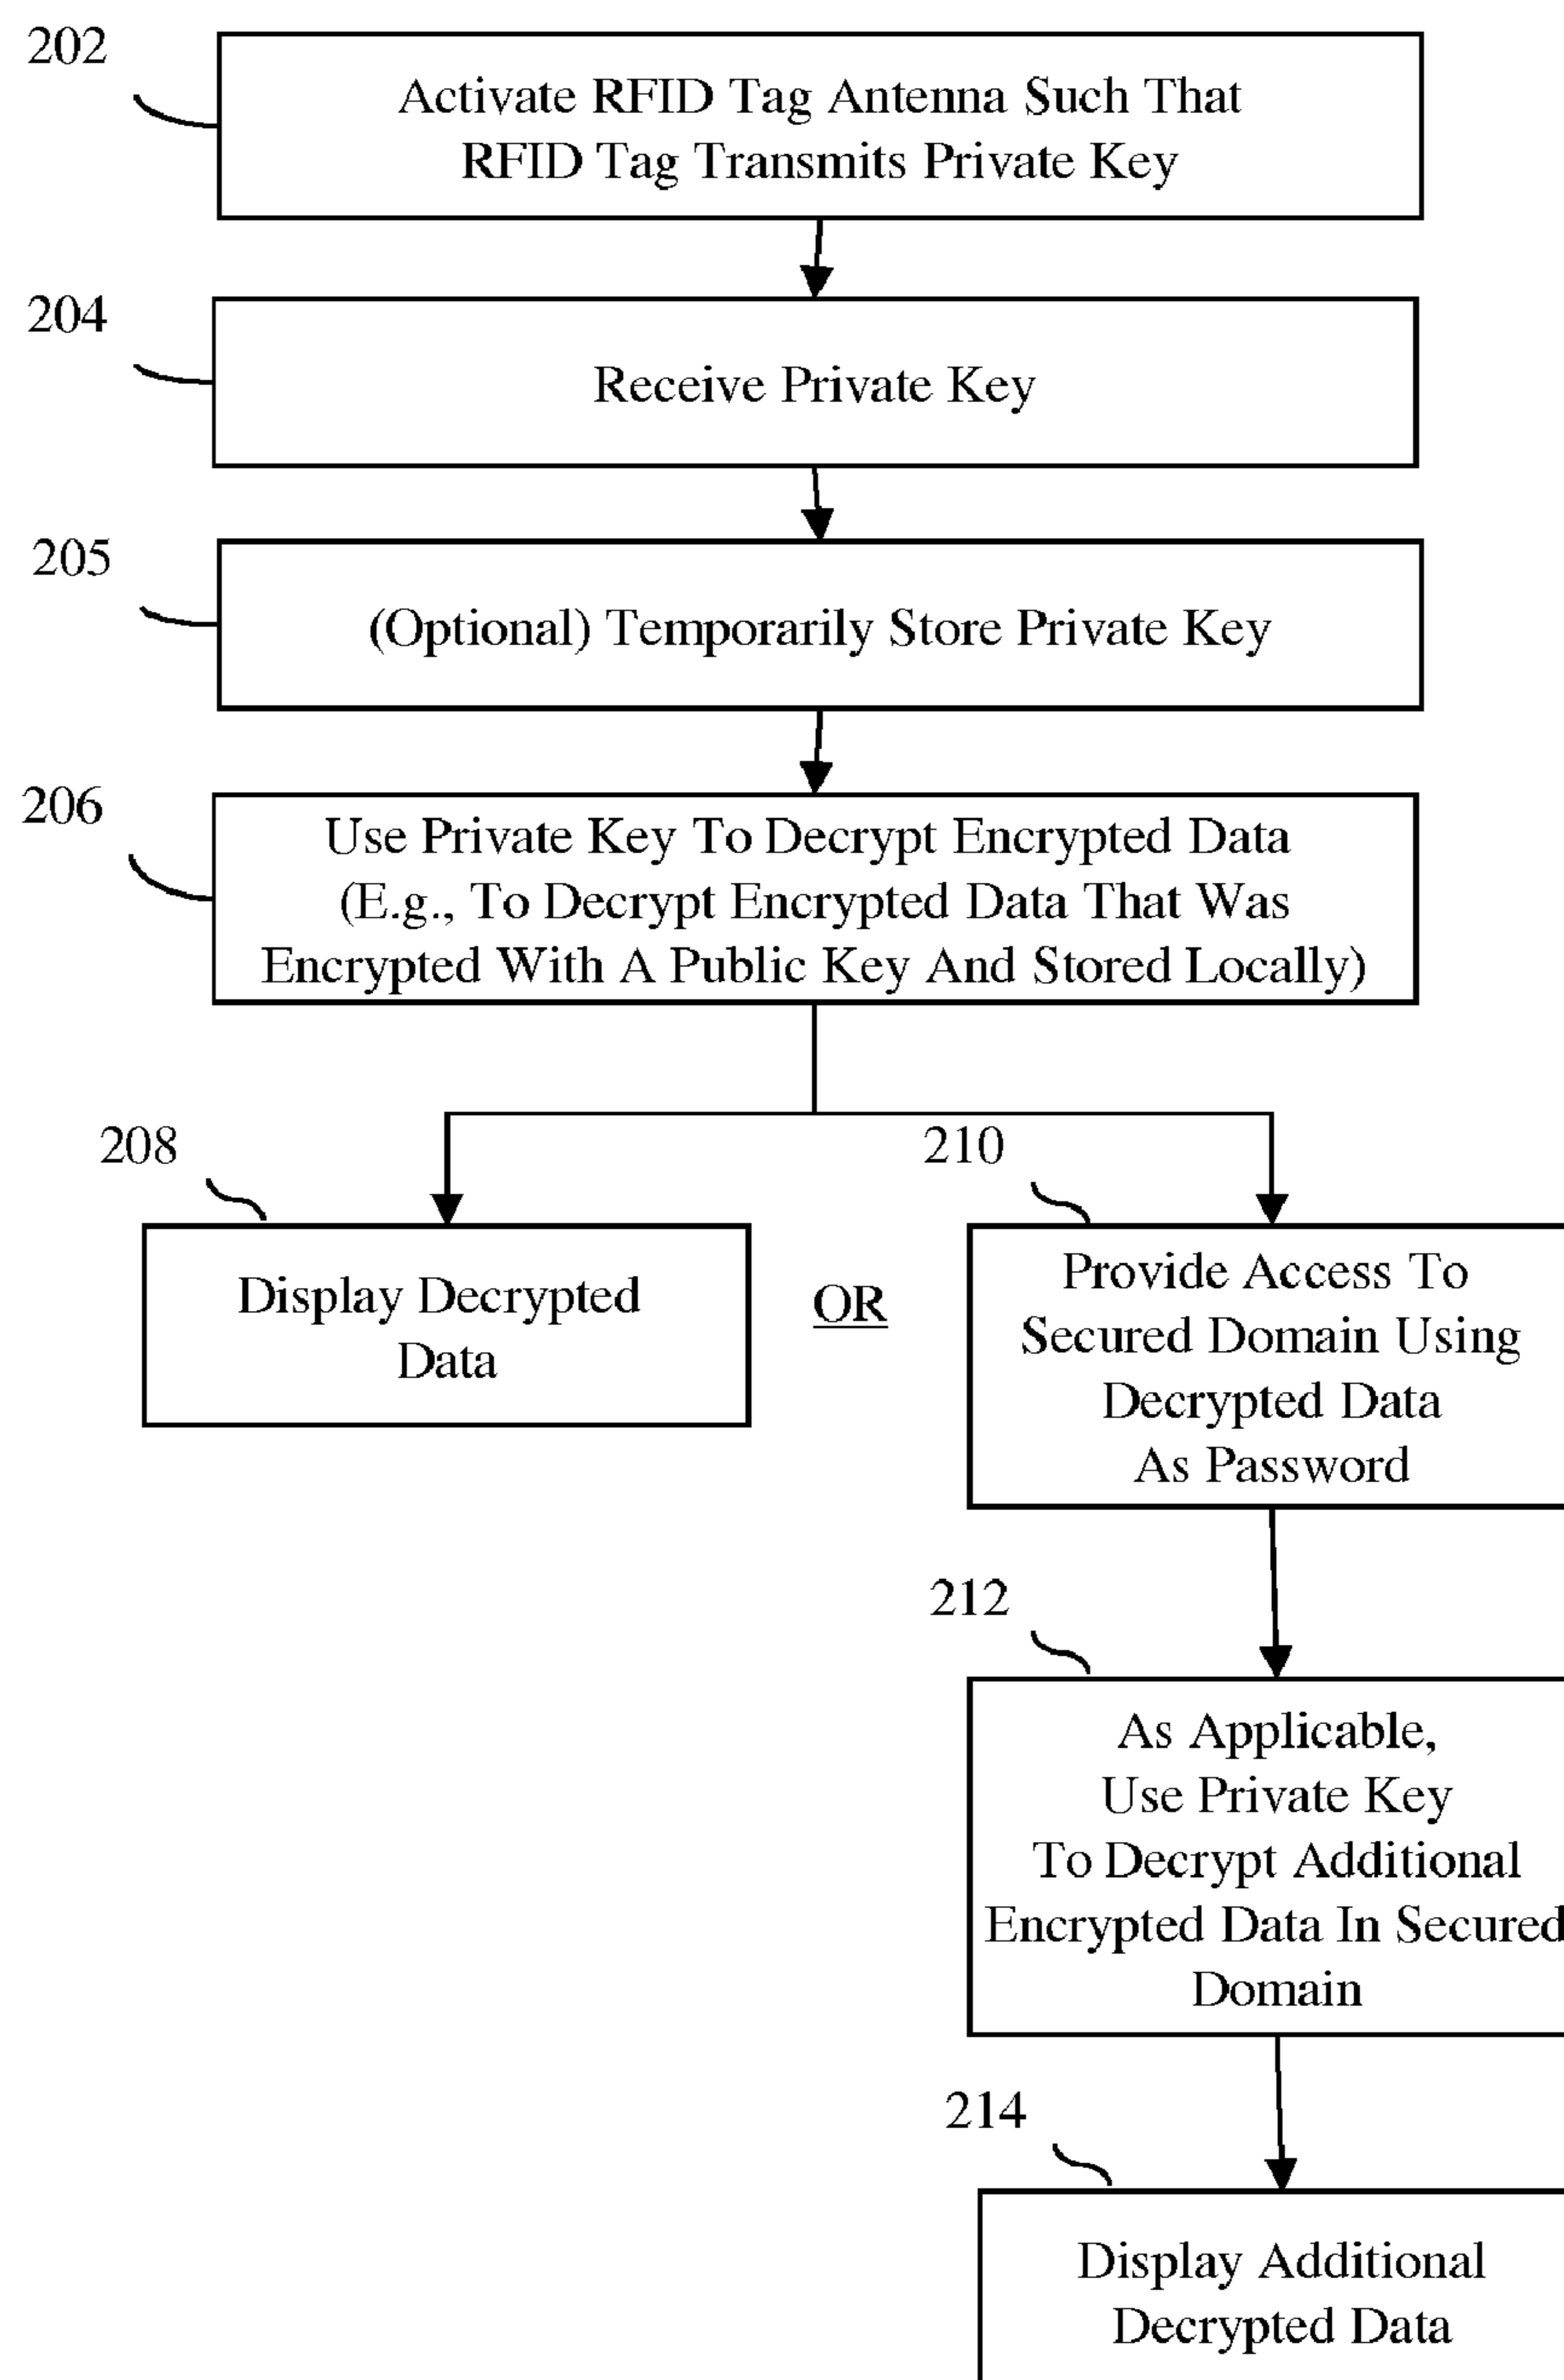 202
Activate RFID Tag Antenna Such That
RFID Tag Transmits Private Key
204
Receive Private Key
205
(Optional) Temporarily Store Private Key
206
Use Private Key To Decrypt Encrypted Data
(E.g., To Decrypt Encrypted Data That Was
Encrypted With A Public Key And Stored Locally)
208
Display Decrypted
Data
OR
210
Provide Access To
Secured Domain Using
Decrypted Data
As Password
212
As Applicable,
Use Private Key
To Decrypt Additional
Encrypted Data In Secured
Domain
214
Display Additional
Decrypted Data